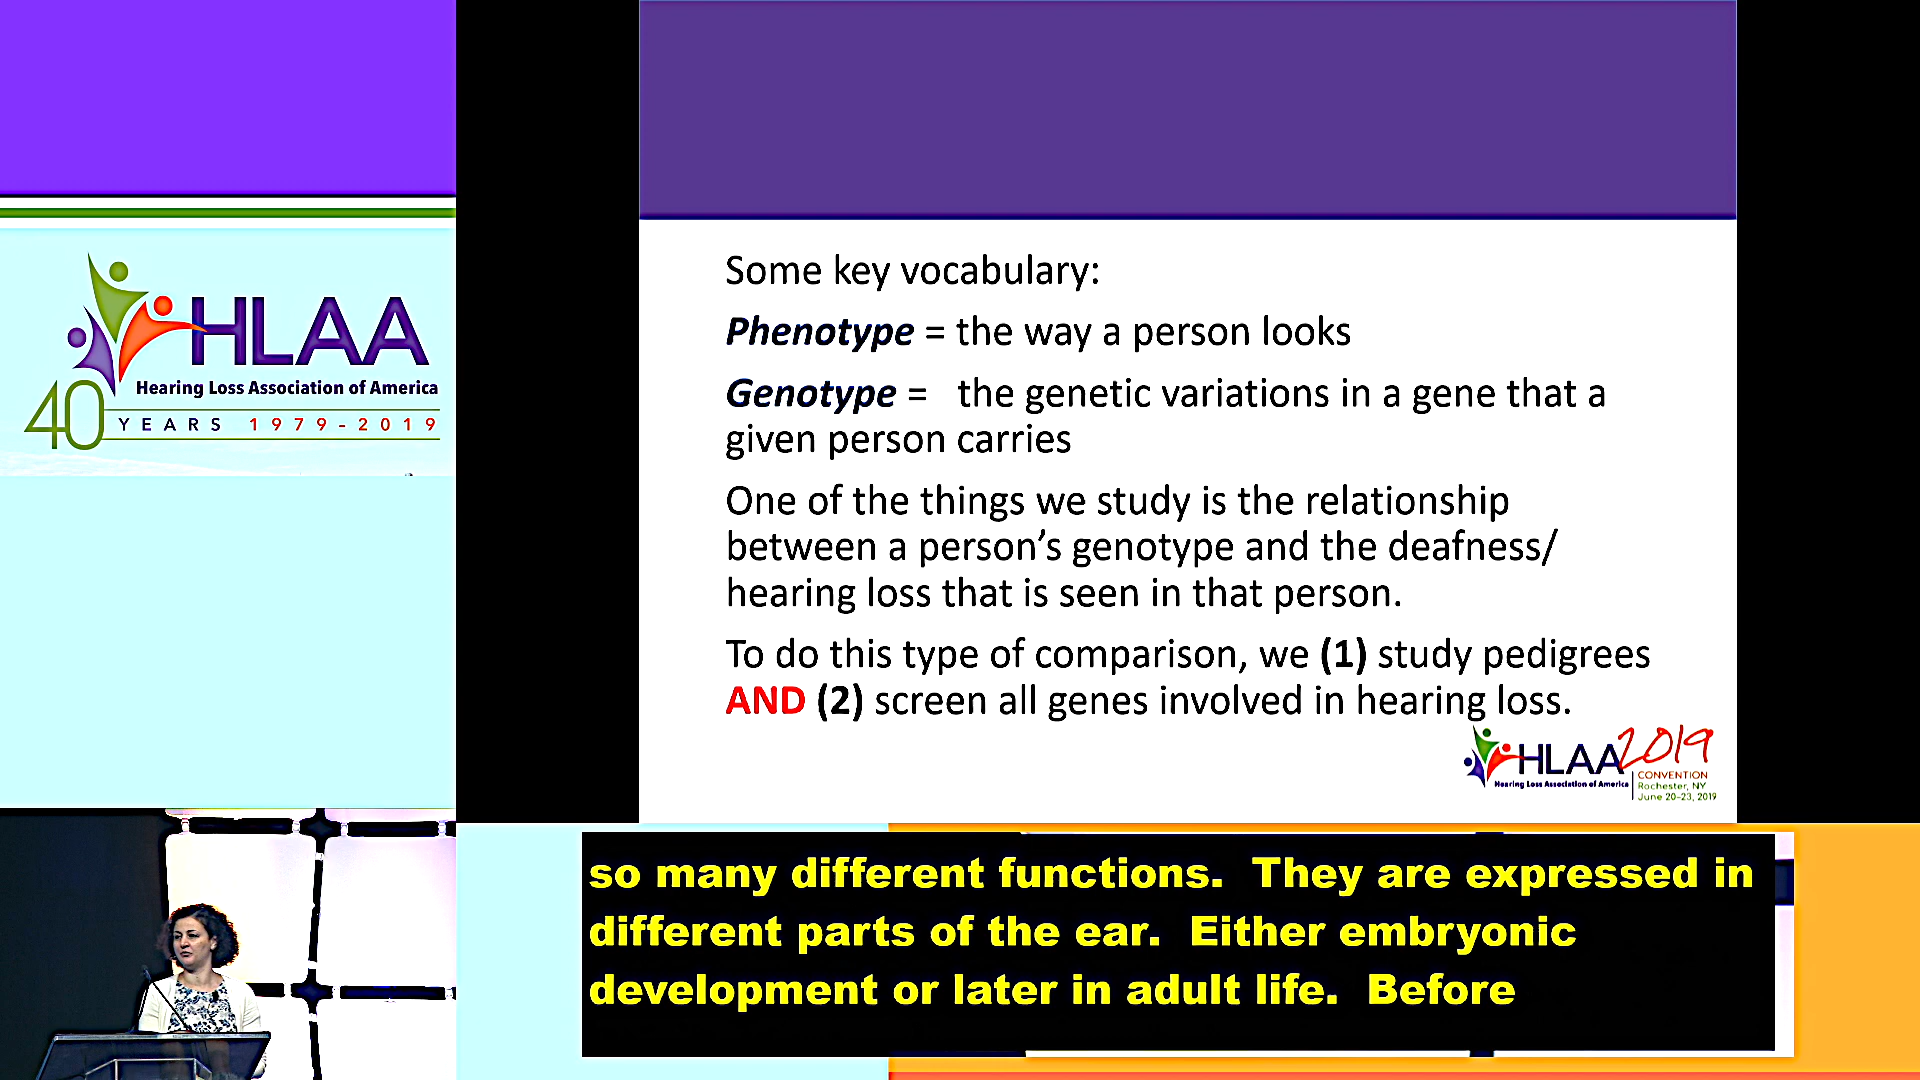 HLAA
Hearing Loss Association of America
40
YEARS 1979-2019
Some key vocabulary:
Phenotype = the way a person looks
Genotype = the genetic variations in a gene that a
given person carries
One of the things we study is the relationship
between a person’s genotype and the deafness/
hearing loss that is seen in that person.
To do this type of comparison, we (1) study pedigrees
AND (2) screen all genes involved in hearing loss.
HLAA 2019
Hearing Loss Association of America
CONVENTION
Rochester, NY
June 20-23, 2019
so many different functions. They are expressed in
different parts of the ear. Either embryonic
development or later in adult life. Before